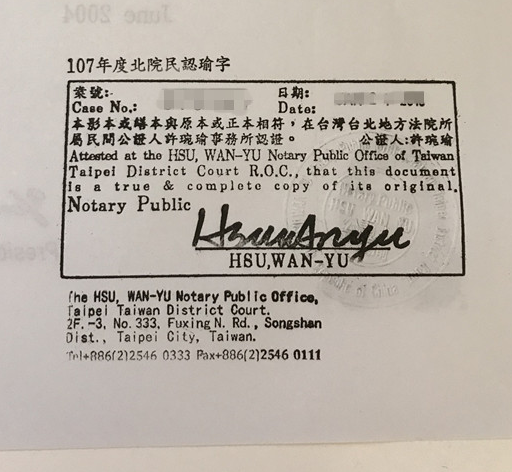 June 2004
107年度北院民認瑜字
案號:
日期:
Case No.:
Date:
本影本或繕本與原本或正本相符，在台灣台北地方法院所
屬民間公證人許琬瑜事務所認證。 公證人:許琬瑜
Attested at the HSU, WAN-YU Notary Public Office of Taiwan
Taipei District Court R.O.C., that this document
is a true & complete copy of its original.
Notary Public
HSU,WAN-YU
The HSU, WAN-YU Notary Public Office,
Taipei Taiwan District Court.
2F.-3, No. 333, Fuxing N. Rd., Songshan
Dist., Taipei City, Taiwan.
Tel+886(2)2546 0333 Fax+886(2)2546 0111